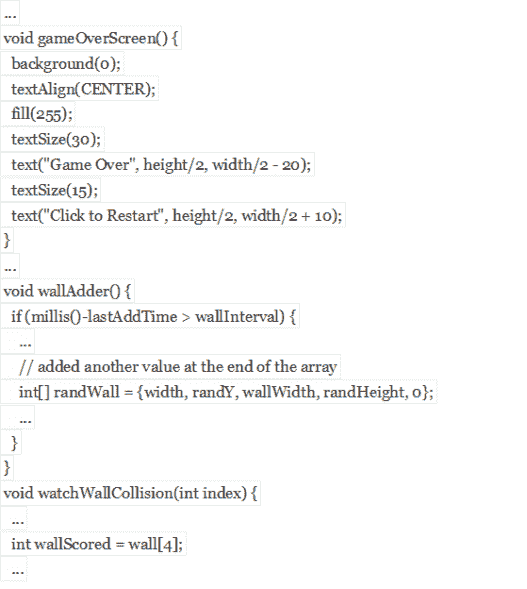 ...
void gameOverScreen() {
background(0);
textAlign(CENTER);
fill(255);
textSize(30);
text("Game Over", height/2, width/2 - 20);
textSize(15);
text("Click to Restart", height/2, width/2 + 10);
}
...
void wallAdder() {
if (millis()-lastAddTime > wallInterval) {
...
// added another value at the end of the array
int[] randWall = {width, randY, wallWidth, randHeight, 0};
...
}
}
void watchWallCollision(int index) {
...
int wallScored = wall[4];
...